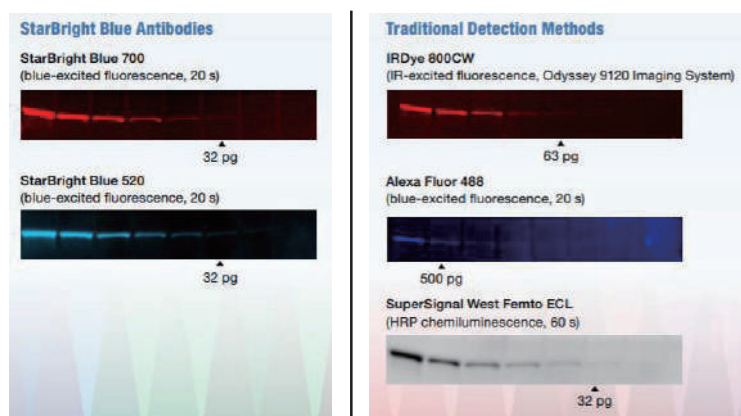 StarBright Blue Antibodies
StarBright Blue 700
(blue-excited fluorescence, 20 s)
32 pg
StarBright Blue 520
(blue-excited fluorescence, 20 s)
32 pg
Traditional Detection Methods
IRDye 800CW
(IR-excited fluorescence, Odyssey 9120 Imaging System)
63 pg
Alexa Fluor 488
(blue-excited fluorescence, 20 s)
500 pg
SuperSignal West Femto ECL
(HRP chemiluminescence, 60 s)
32 pg